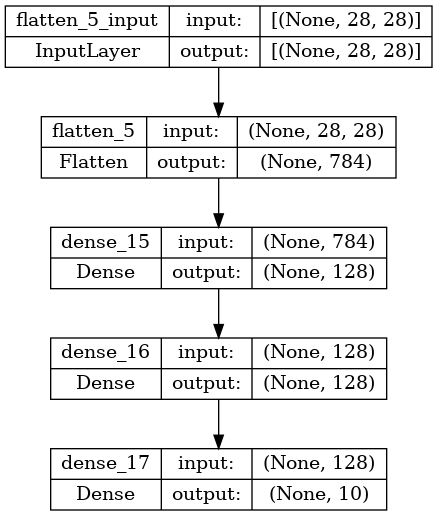 flatten_5_input input: [(None, 28, 28)]
InputLayer output: [(None, 28, 28)]
flatten_5 input: (None, 28, 28)
Flatten output: (None, 784)
dense_15 input: (None, 784)
Dense output: (None, 128)
dense_16 input: (None, 128)
Dense output: (None, 128)
dense_17 input: (None, 128)
Dense output: (None, 10)